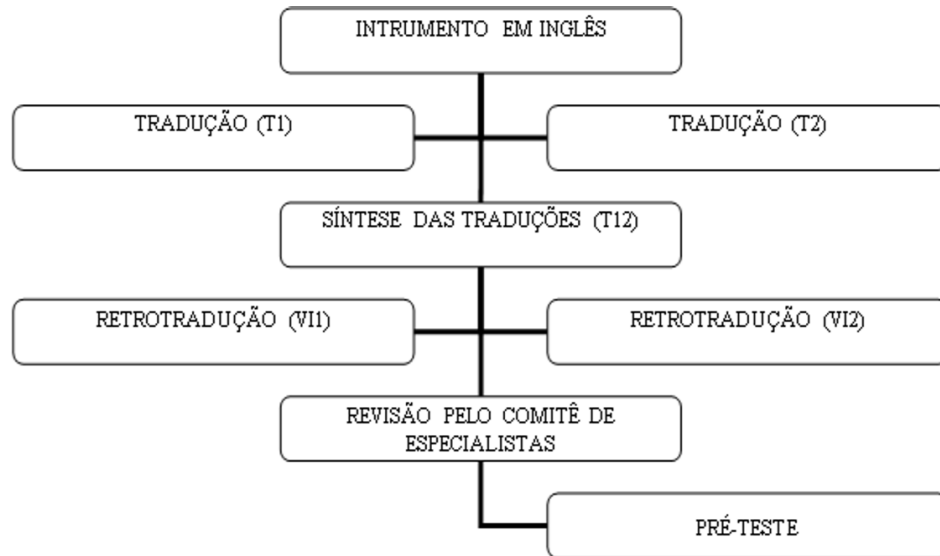 INTRUMENTO EM INGLÊS
TRADUÇÃO (T1)
TRADUÇÃO (T2)
SÍNTESE DAS TRADUÇÕES (T12)
RETROTRADUÇÃO (VI1)
RETROTRADUÇÃO (VI2)
REVISÃO PELO COMITÊ DE
ESPECIALISTAS
PRÉ-TESTE